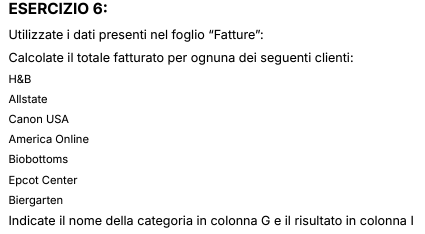 ESERCIZIO 6:
Utilizzate i dati presenti nel foglio “Fatture”:
Calcolate il totale fatturato per ognuna dei seguenti clienti:
H&B
Allstate
Canon USA
America Online
Biobottoms
Epcot Center
Biergarten
Indicate il nome della categoria in colonna G e il risultato in colonna I